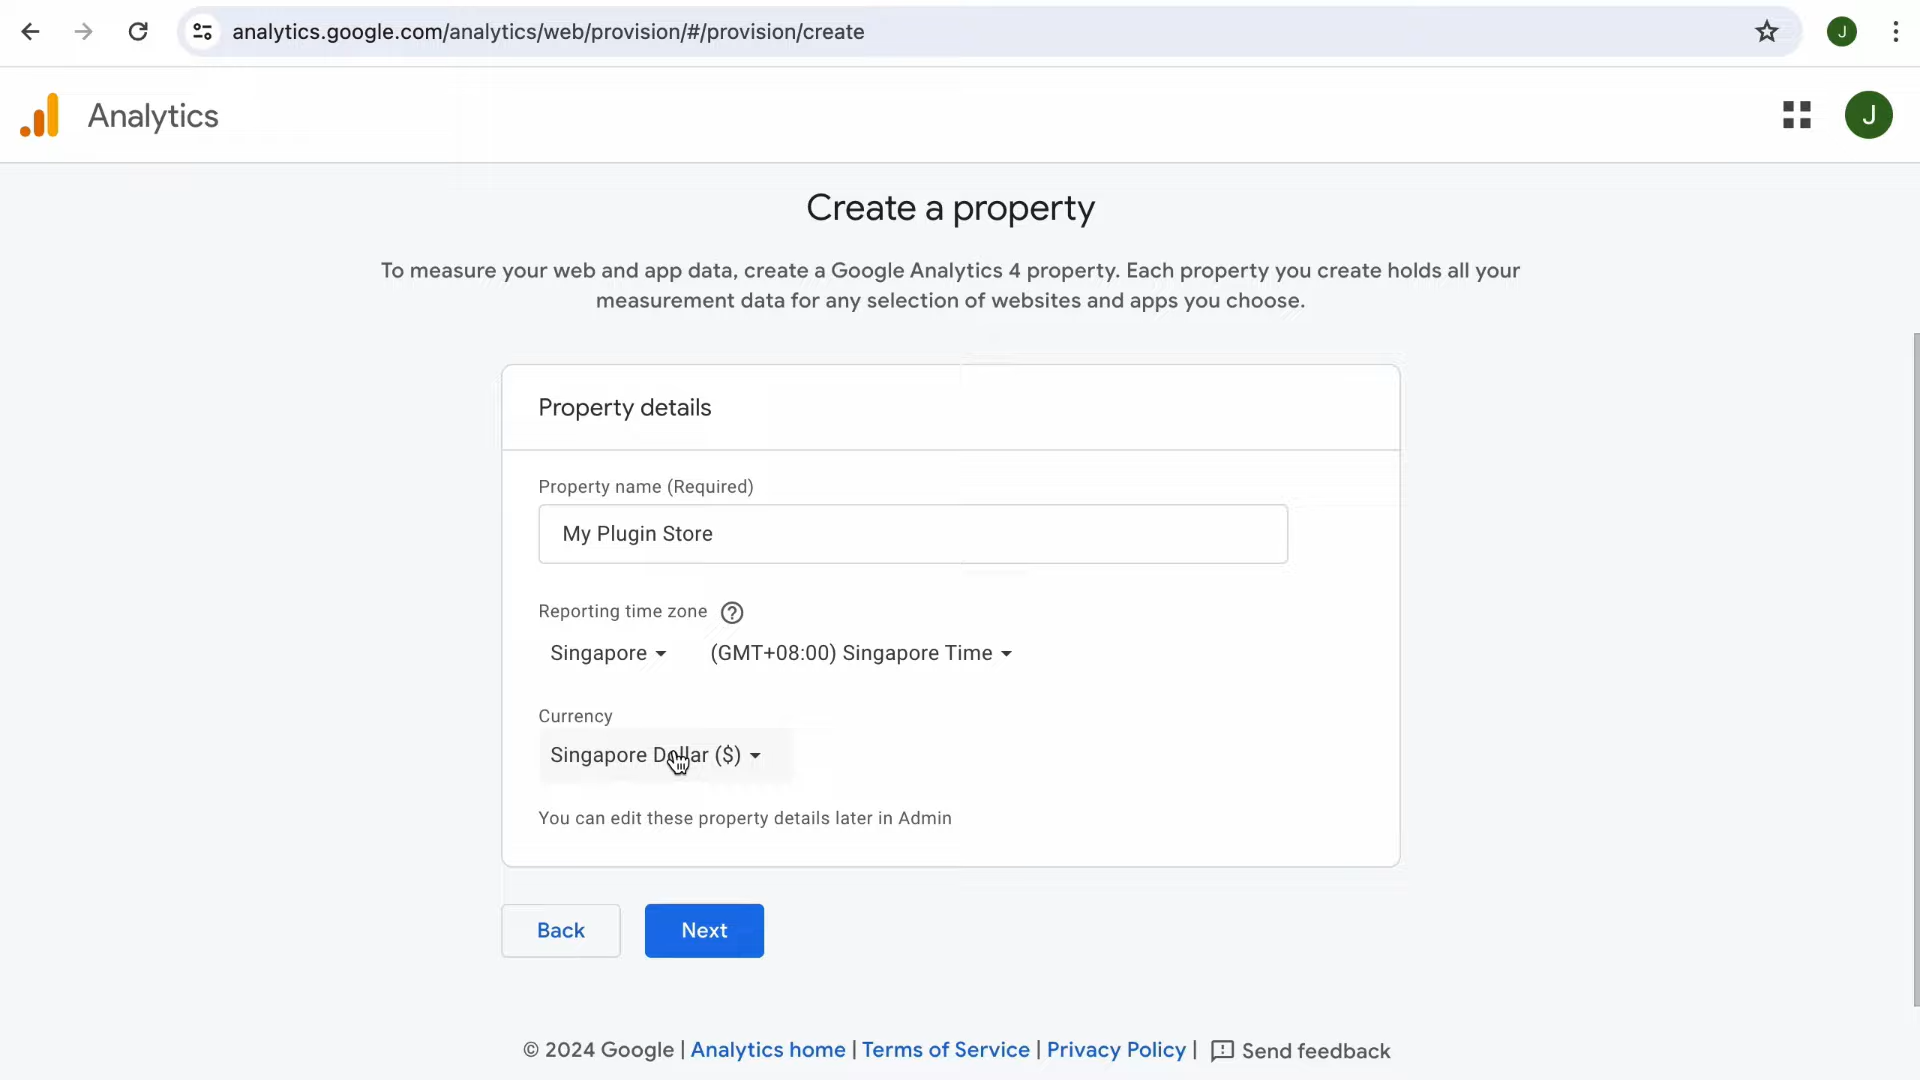 analytics.google.com/analytics/web/provision/#/provision/create
J
Analytics
J
Create a property
To measure your web and app data, create a Google Analytics 4 property. Each property you create holds all your
measurement data for any selection of websites and apps you choose.
Property details
Property name (Required)
My Plugin Store
Reporting time zone ?
Singapore (GMT+08:00) Singapore Time
Currency
Singapore Dollar ($)
You can edit these property details later in Admin
Back Next
© 2024 Google | Analytics home | Terms of Service | Privacy Policy | Send feedback